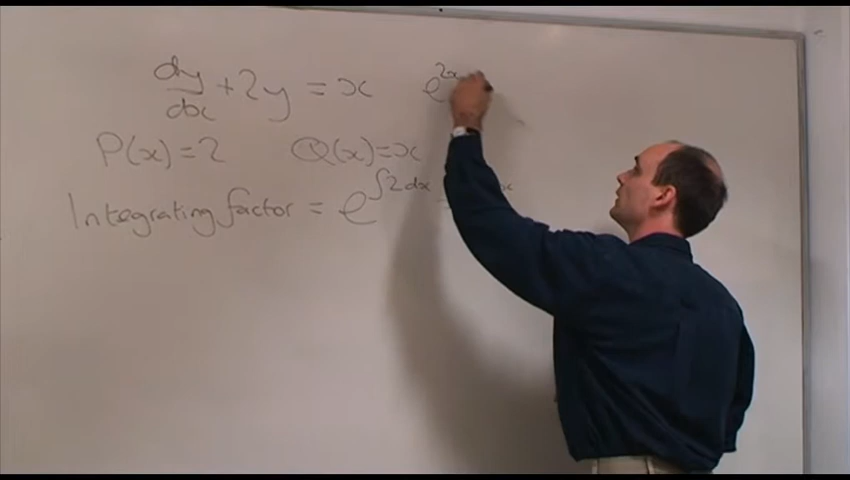 dy/dx + 2y = x e^2x
P(x) = 2 Q(x) = x
Integrating factor = e^∫2dx